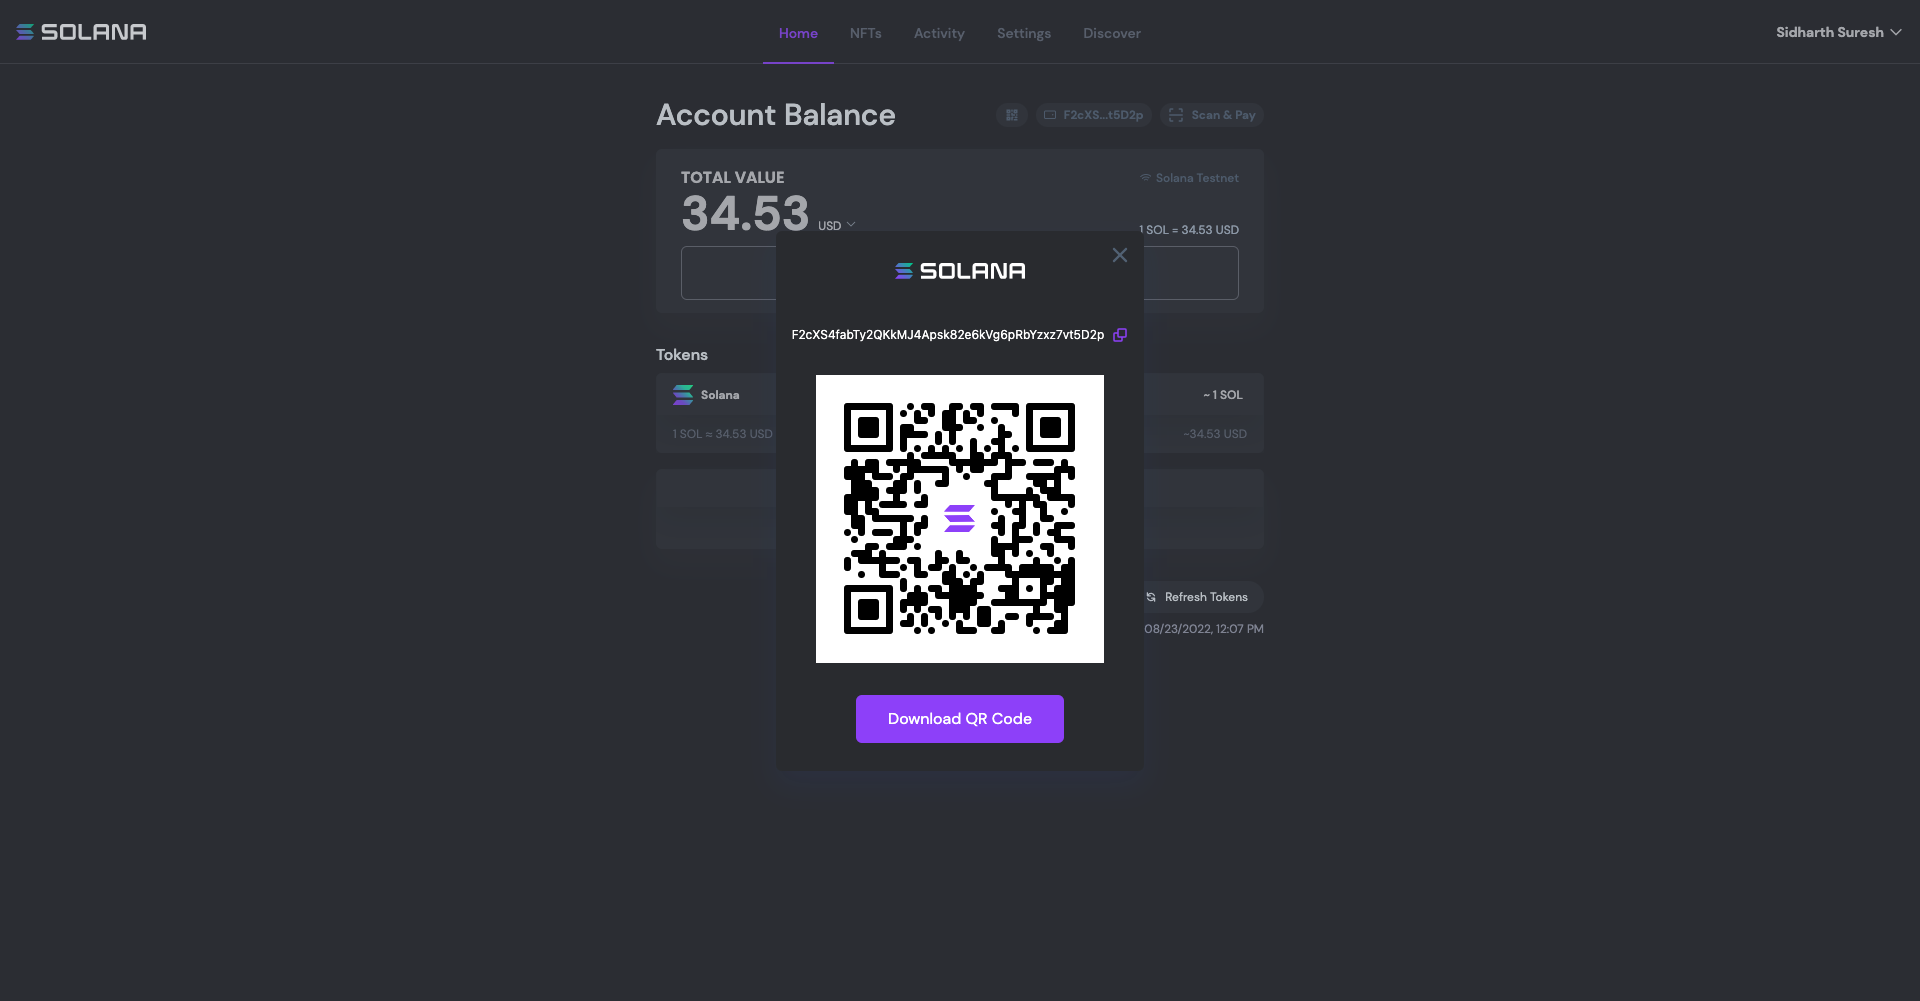 SOLANA
Home NFTs Activity Settings Discover
Sidharth Suresh
Account Balance
F2cXS...t5D2p
Scan & Pay
TOTAL VALUE
Solana Testnet
34.53 USD
1 SOL = 34.53 USD
SOLANA
F2cXS4fabTy2QKkMJ4Apsk82e6kVg6pRbYzxz7vt5D2p
Tokens
Solana
~ 1 SOL
1 SOL ≈ 34.53 USD
~34.53 USD
Refresh Tokens
08/23/2022, 12:07 PM
Download QR Code